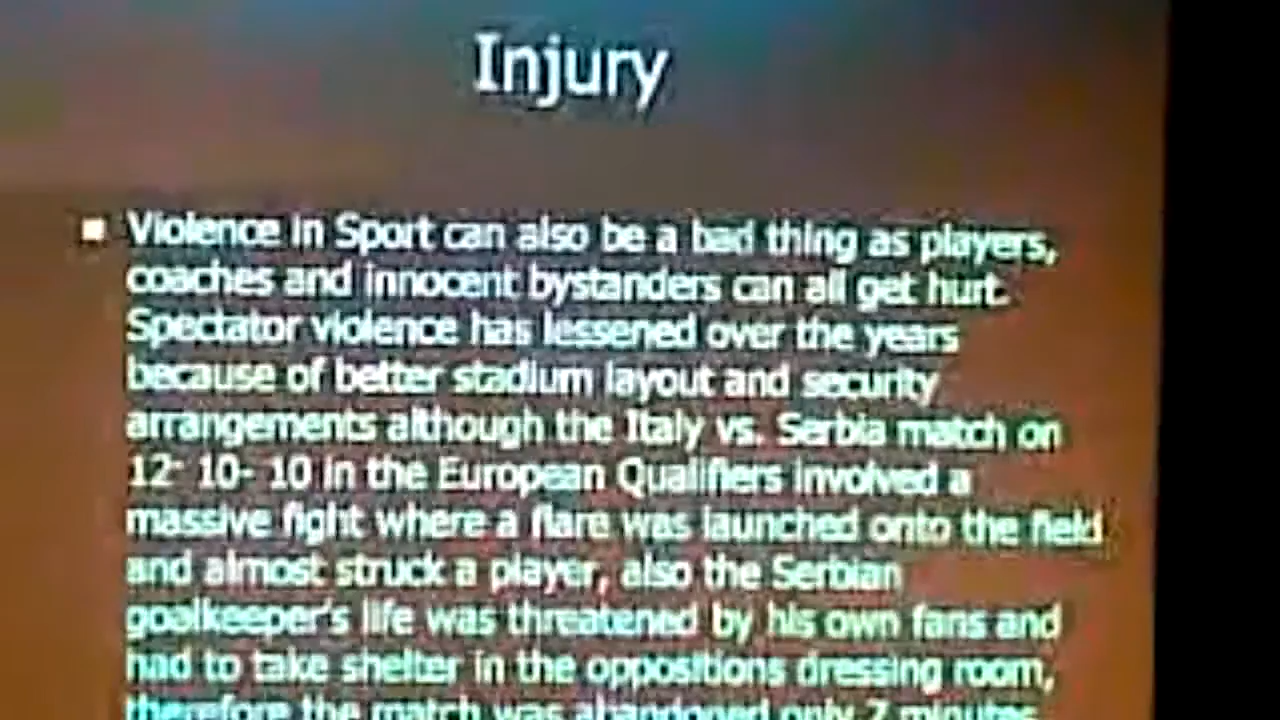 Injury
Violence in Sport can also be a bad thing as players,
coaches and innocent bystanders can all get hurt.
Spectator violence has lessened over the years
because of better stadium layout and security
arrangements although the Italy vs. Serbia match on
12- 10- 10 in the European Qualifiers involved a
massive fight where a flare was launched onto the field
and almost struck a player, also the Serbian
goalkeeper's life was threatened by his own fans and
had to take shelter in the oppositions dressing room,
therefore the match was abandoned only 7 minutes